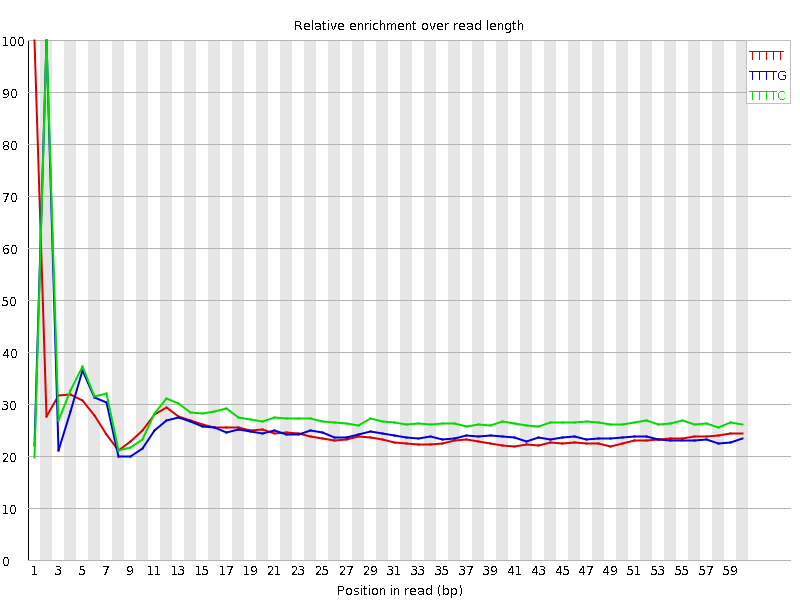 Relative enrichment over read length
TTTTT
TTTTG
TTTTC
100
90
80
70
60
50
40
30
20
10
0
1 3 5 7 9 11 13 15 17 19 21 23 25 27 29 31 33 35 37 39 41 43 45 47 49 51 53 55 57 59
Position in read (bp)